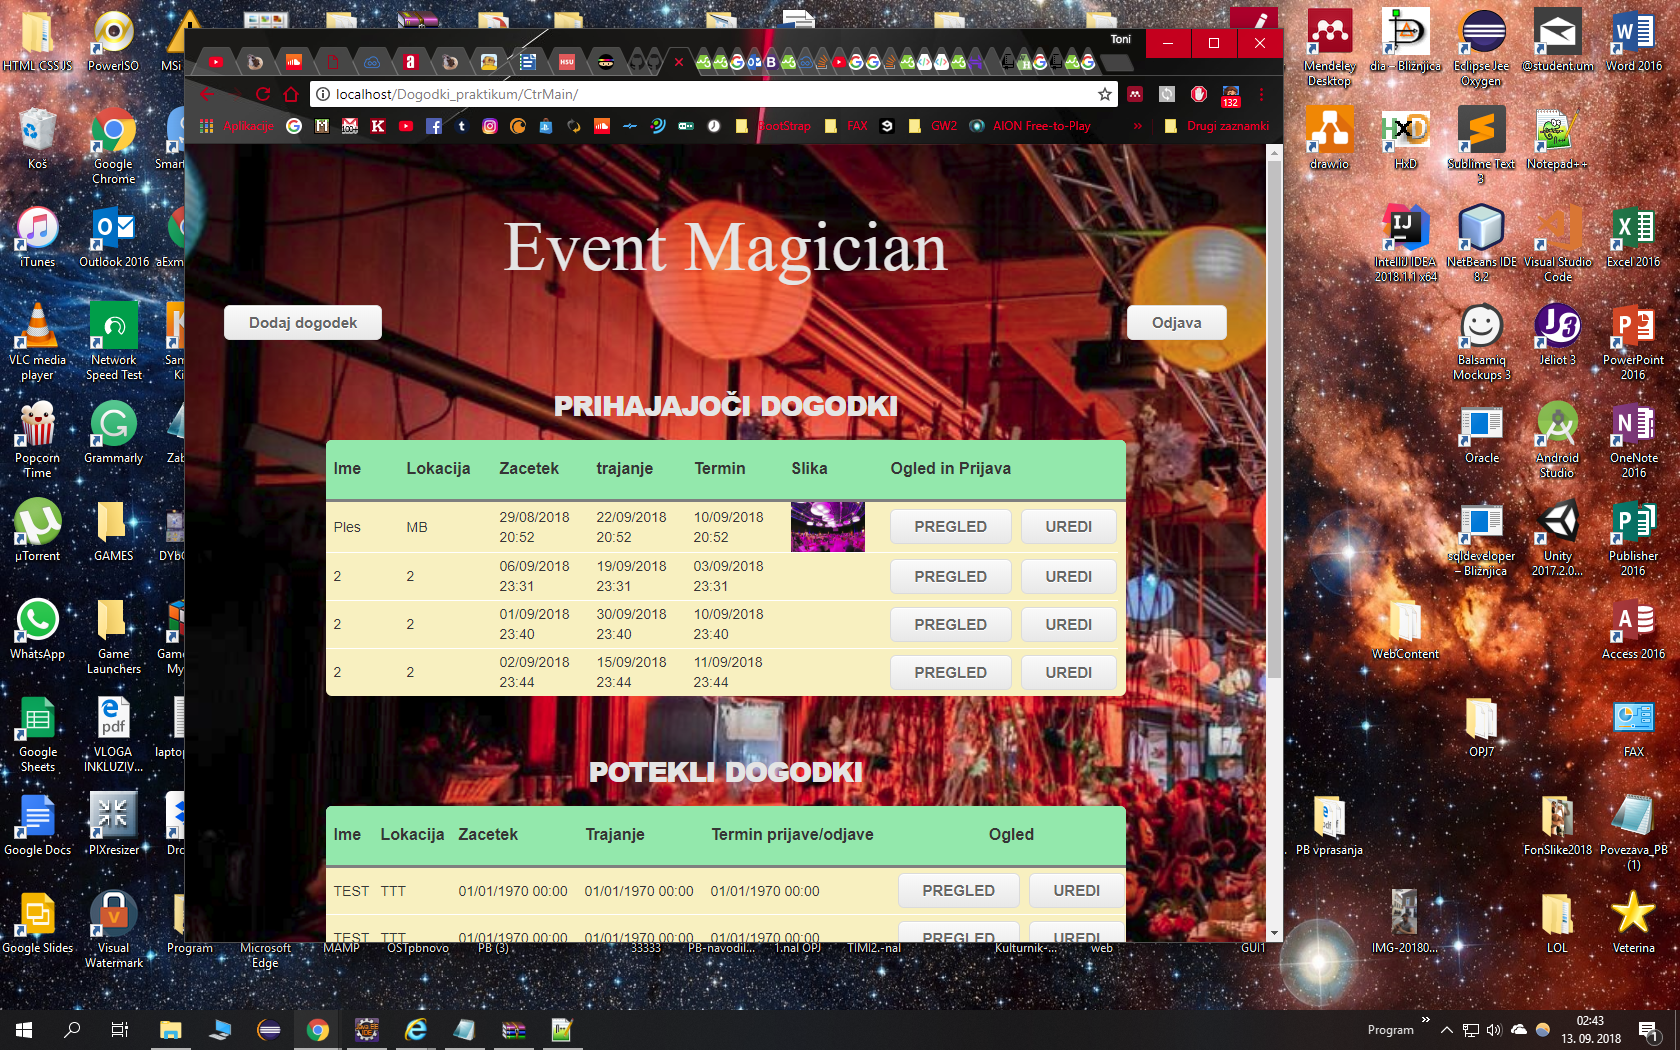 Toni
localhost/Dogodki_praktikum/CtrMain/
132
Aplikacije
BootStrap
FAX
GW2
AION Free-to-Play
»
Drugi zaznamki
Event Magician
Dodaj dogodek
Odjava
PRIHAJAJOČI DOGODKI
Ime Lokacija Zacetek trajanje Termin Slika Ogled in Prijava
Ples MB 29/08/2018 20:52 22/09/2018 20:52 10/09/2018 20:52 PREGLED UREDI
2 2 06/09/2018 23:31 19/09/2018 23:31 03/09/2018 23:31 PREGLED UREDI
2 2 01/09/2018 23:40 30/09/2018 23:40 10/09/2018 23:40 PREGLED UREDI
2 2 02/09/2018 23:44 15/09/2018 23:44 11/09/2018 23:44 PREGLED UREDI
POTEKLI DOGODKI
Ime Lokacija Zacetek Trajanje Termin prijave/odjave Ogled
TEST TTT 01/01/1970 00:00 01/01/1970 00:00 01/01/1970 00:00 PREGLED UREDI
TEST TTT 01/01/1970 00:00 01/01/1970 00:00 01/01/1970 00:00 PREGLED UREDI
HTML CSS JS
PowerISO
MSi
Koš
Google
Chrome
Smart
iTunes
Outlook 2016
aExm
VLC media
player
Network
Speed Test
Sam
Ki
Popcorn
Time
Grammarly
Zab
µTorrent
GAMES
DYb
WhatsApp
Game
Launchers
Game
My
Google
Sheets
VLOGA
INKLUZIV...
laptop
Google Docs
PIXresizer
Dro
Google Slides
Visual
Watermark
Program
Microsoft
Edge
MAMP
OSTpbnovo
PB (3)
33333
PB-navodil...
1.nal OPJ
TIMI2.-nal
Kulturnik-...
web
GUI1
Mendeley
Desktop
dia – Bližnjica
Eclipse Jee
Oxygen
@student.um
Word 2016
draw.io
HxD
Sublime Text
3
Notepad++
IntelliJ IDEA
2018.1.1 x64
NetBeans IDE
8.2
Visual Studio
Code
Excel 2016
Balsamiq
Mockups 3
Jeliot 3
PowerPoint
2016
Oracle
Android
Studio
OneNote
2016
sqldeveloper
– Bližnjica
Unity
2017.2.0...
Publisher
2016
WebContent
Access 2016
OPJ7
FAX
PB vprasanja
FonSlike2018
Povezava_PB
(1)
IMG-20180...
LOL
Veterina
Program
»
02:43
13. 09. 2018
1